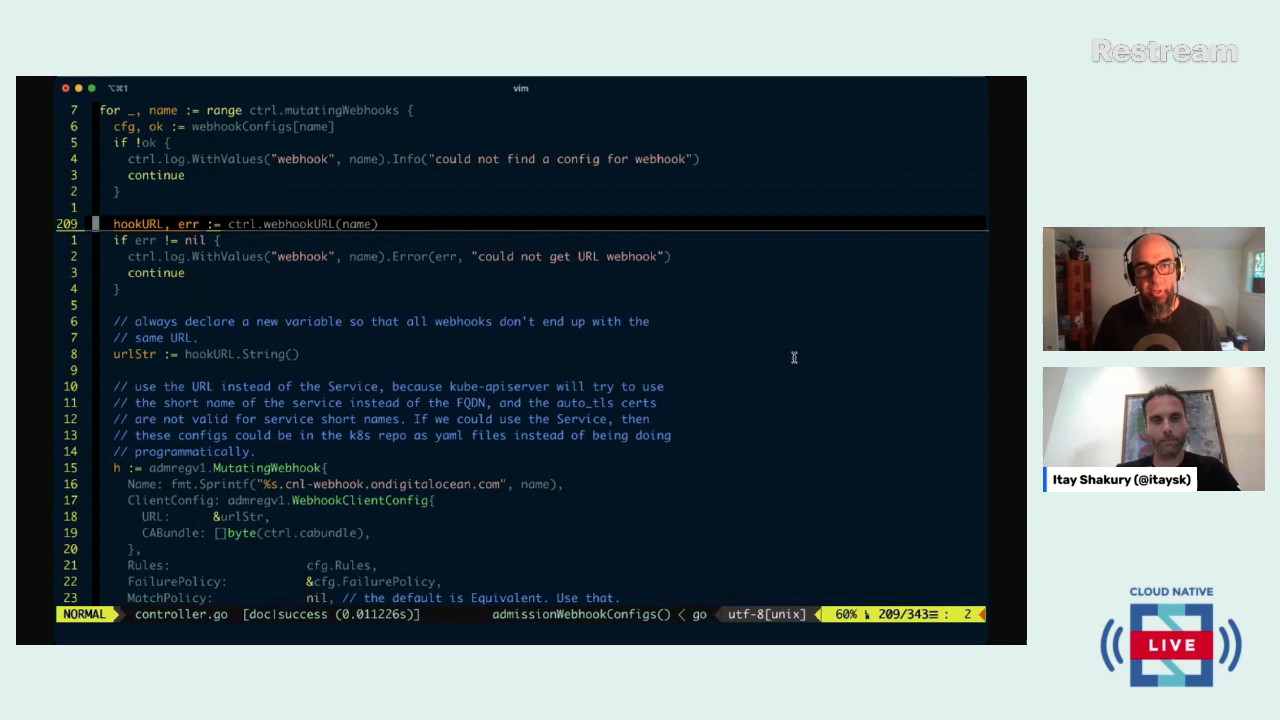 Restream
⌥⌘1
vim
7 for _, name := range ctrl.mutatingWebhooks {
6 cfg, ok := webhookConfigs[name]
5 if !ok {
4 ctrl.log.WithValues("webhook", name).Info("could not find a config for webhook")
3 continue
2 }
1
209 hookURL, err := ctrl.webhookURL(name)
1 if err != nil {
2 ctrl.log.WithValues("webhook", name).Error(err, "could not get URL webhook")
3 continue
4 }
5
6 // always declare a new variable so that all webhooks don't end up with the
7 // same URL.
8 urlStr := hookURL.String()
9
10 // use the URL instead of the Service, because kube-apiserver will try to use
11 // the short name of the service instead of the FQDN, and the auto_tls certs
12 // are not valid for service short names. If we could use the Service, then
13 // these configs could be in the k8s repo as yaml files instead of being doing
14 // programmatically.
15 h := admregv1.MutatingWebhook{
16 Name: fmt.Sprintf("%s.cnl-webhook.ondigitalocean.com", name),
17 ClientConfig: admregv1.WebhookClientConfig{
18 URL: &urlStr,
19 CABundle: []byte(ctrl.cabundle),
20 },
21 Rules: cfg.Rules,
22 FailurePolicy: &cfg.FailurePolicy,
23 MatchPolicy: nil, // the default is Equivalent. Use that.
NORMAL controller.go [doc|success (0.011226s)] admissionWebhookConfigs() < go utf-8[unix] 60% 209/343≡ : 2
Itay Shakury (@itaysk)
CLOUD NATIVE
LIVE